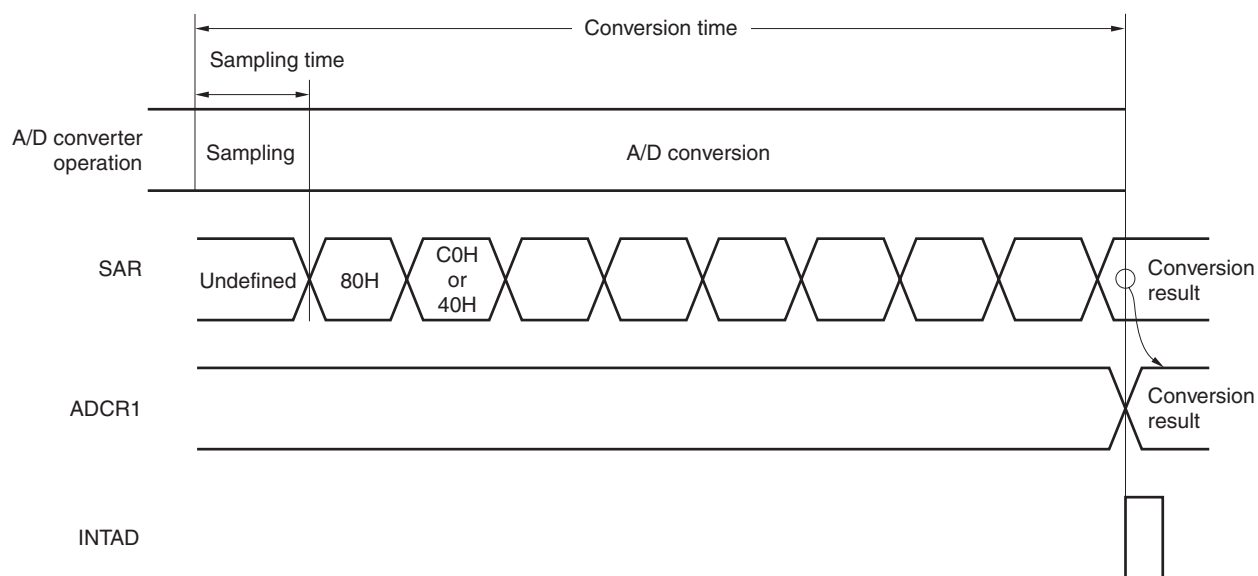 Conversion time
Sampling time
A/D converter
operation
Sampling
A/D conversion
SAR
Undefined
80H
C0H
or
40H
Conversion
result
ADCR1
Conversion
result
INTAD